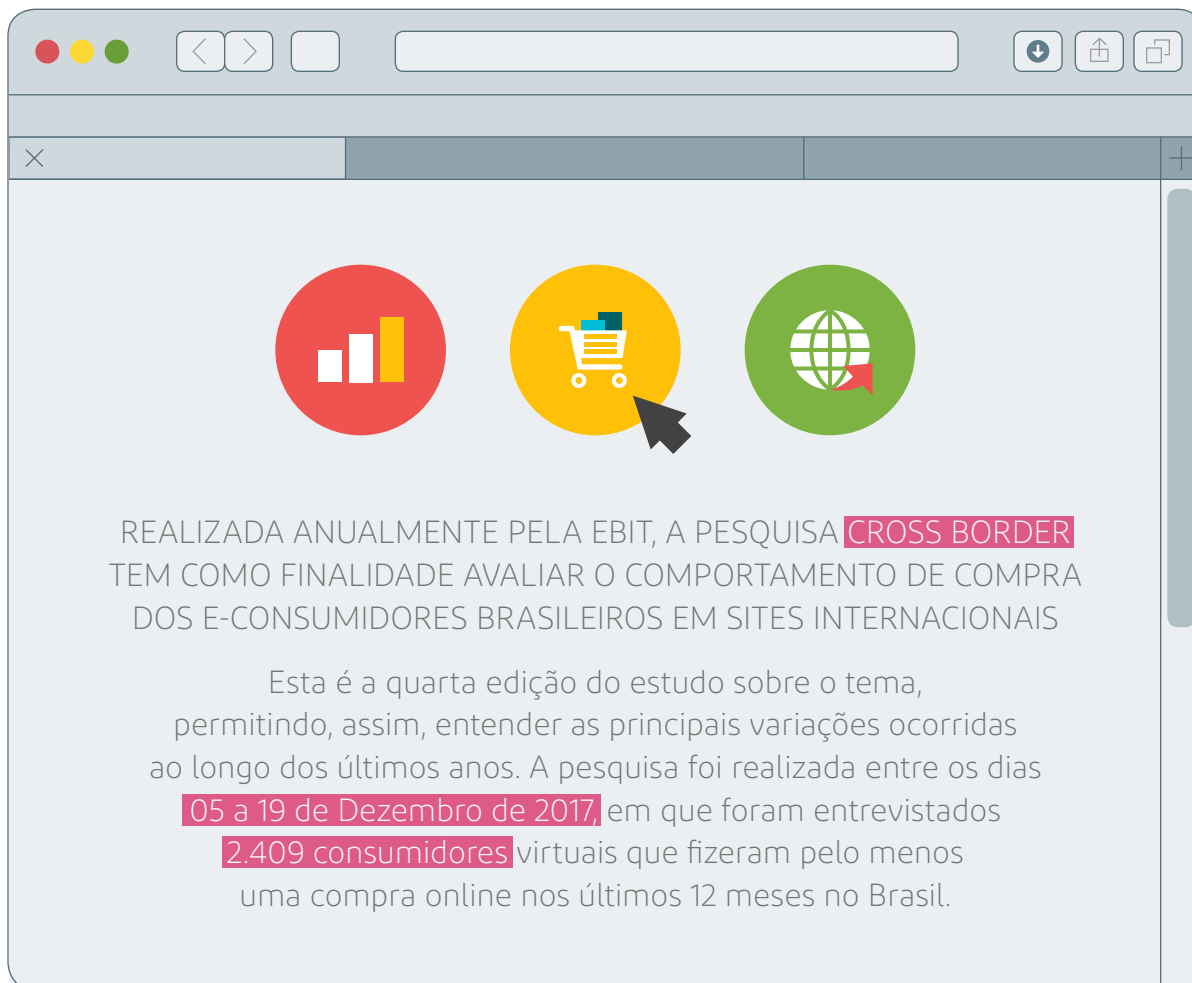 REALIZADA ANUALMENTE PELA EBIT, A PESQUISA CROSS BORDER
TEM COMO FINALIDADE AVALIAR O COMPORTAMENTO DE COMPRA
DOS E-CONSUMIDORES BRASILEIROS EM SITES INTERNACIONAIS
Esta é a quarta edição do estudo sobre o tema,
permitindo, assim, entender as principais variações ocorridas
ao longo dos últimos anos. A pesquisa foi realizada entre os dias
05 a 19 de Dezembro de 2017, em que foram entrevistados
2.409 consumidores virtuais que fizeram pelo menos
uma compra online nos últimos 12 meses no Brasil.